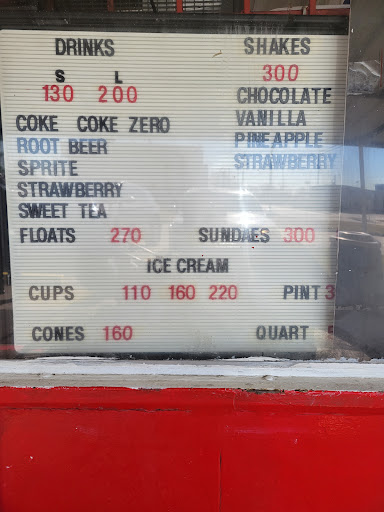 DRINKS SHAKES
S L 300
130 200 CHOCOLATE
COKE COKE ZERO VANILLA
ROOT BEER PINEAPPLE
SPRITE STRAWBERRY
STRAWBERRY
SWEET TEA
FLOATS 270 SUNDAES 300
ICE CREAM
CUPS 110 160 220 PINT 3
CONES 160 QUART